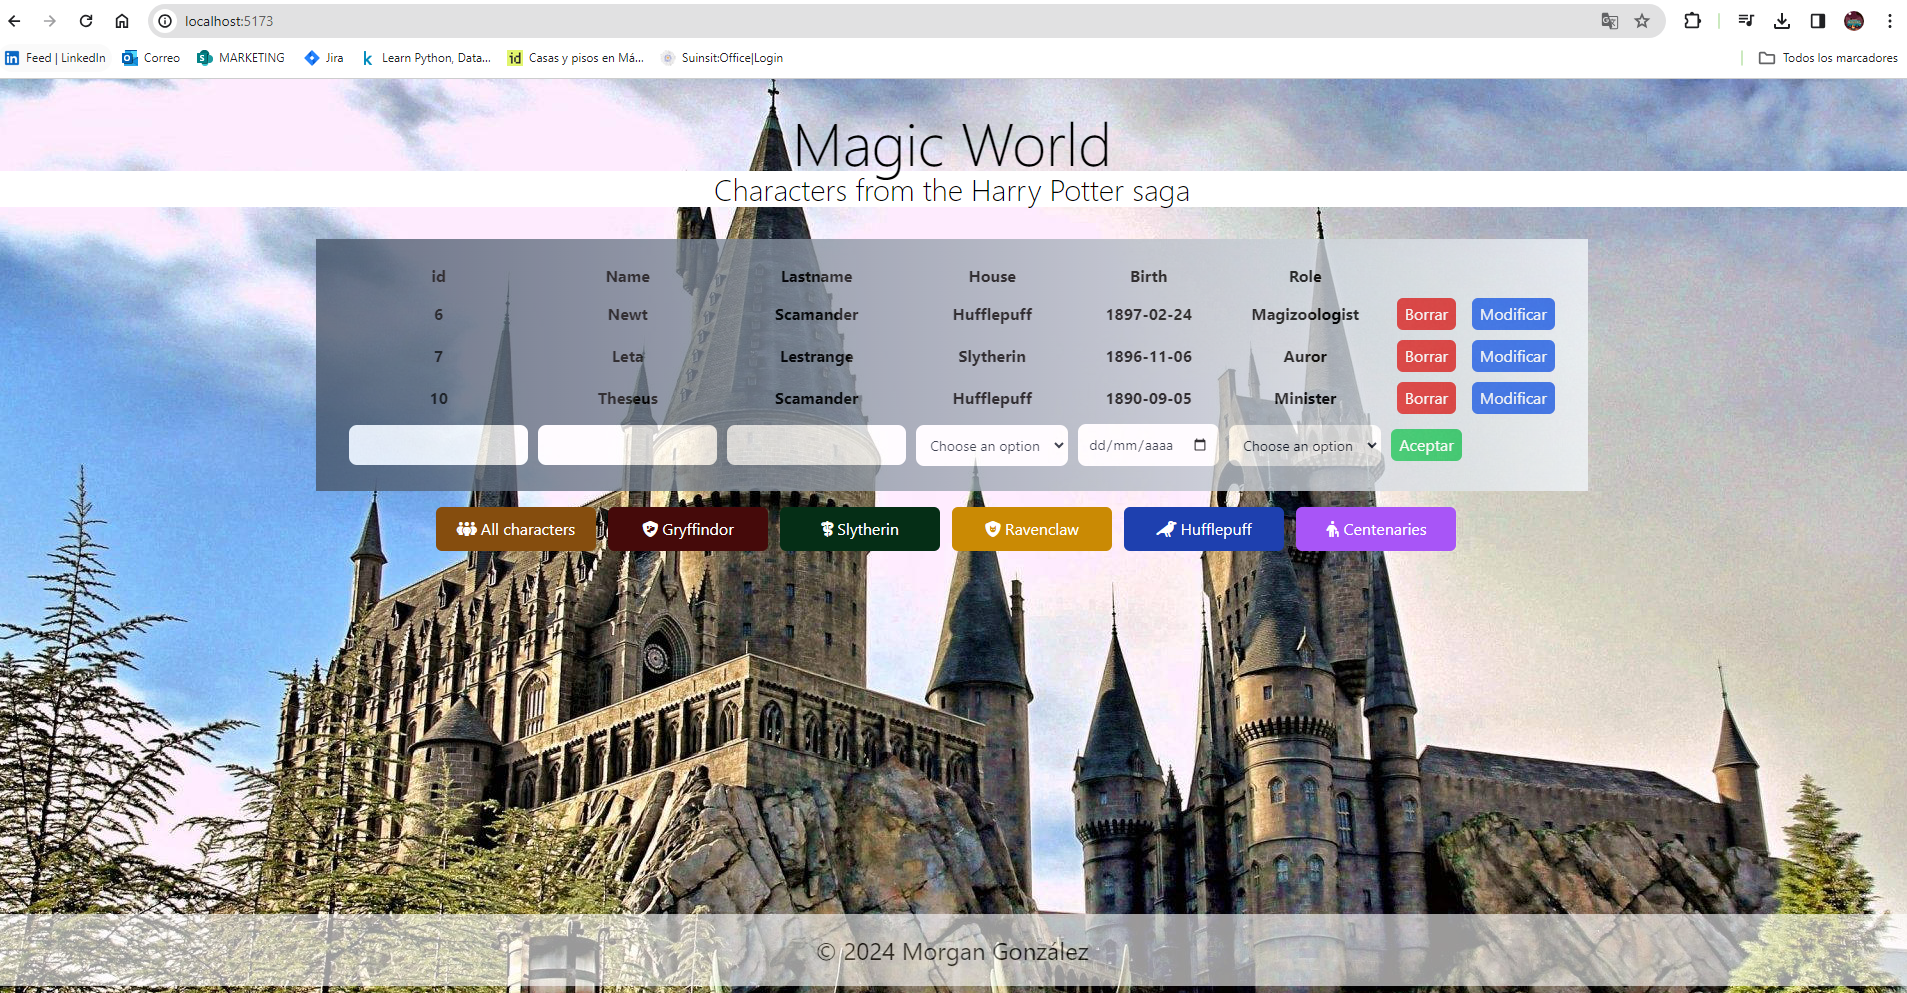 localhost:5173
Feed | LinkedIn Correo MARKETING Jira Learn Python, Data... Casas y pisos en Má... Suinsit:Office|Login Todos los marcadores
Magic World
Characters from the Harry Potter saga
id Name Lastname House Birth Role
6 Newt Scamander Hufflepuff 1897-02-24 Magizoologist Borrar Modificar
7 Leta Lestrange Slytherin 1896-11-06 Auror Borrar Modificar
10 Theseus Scamander Hufflepuff 1890-09-05 Minister Borrar Modificar
Choose an option dd/mm/aaaa Choose an option Aceptar
All characters Gryffindor Slytherin Ravenclaw Hufflepuff Centenaries
© 2024 Morgan González